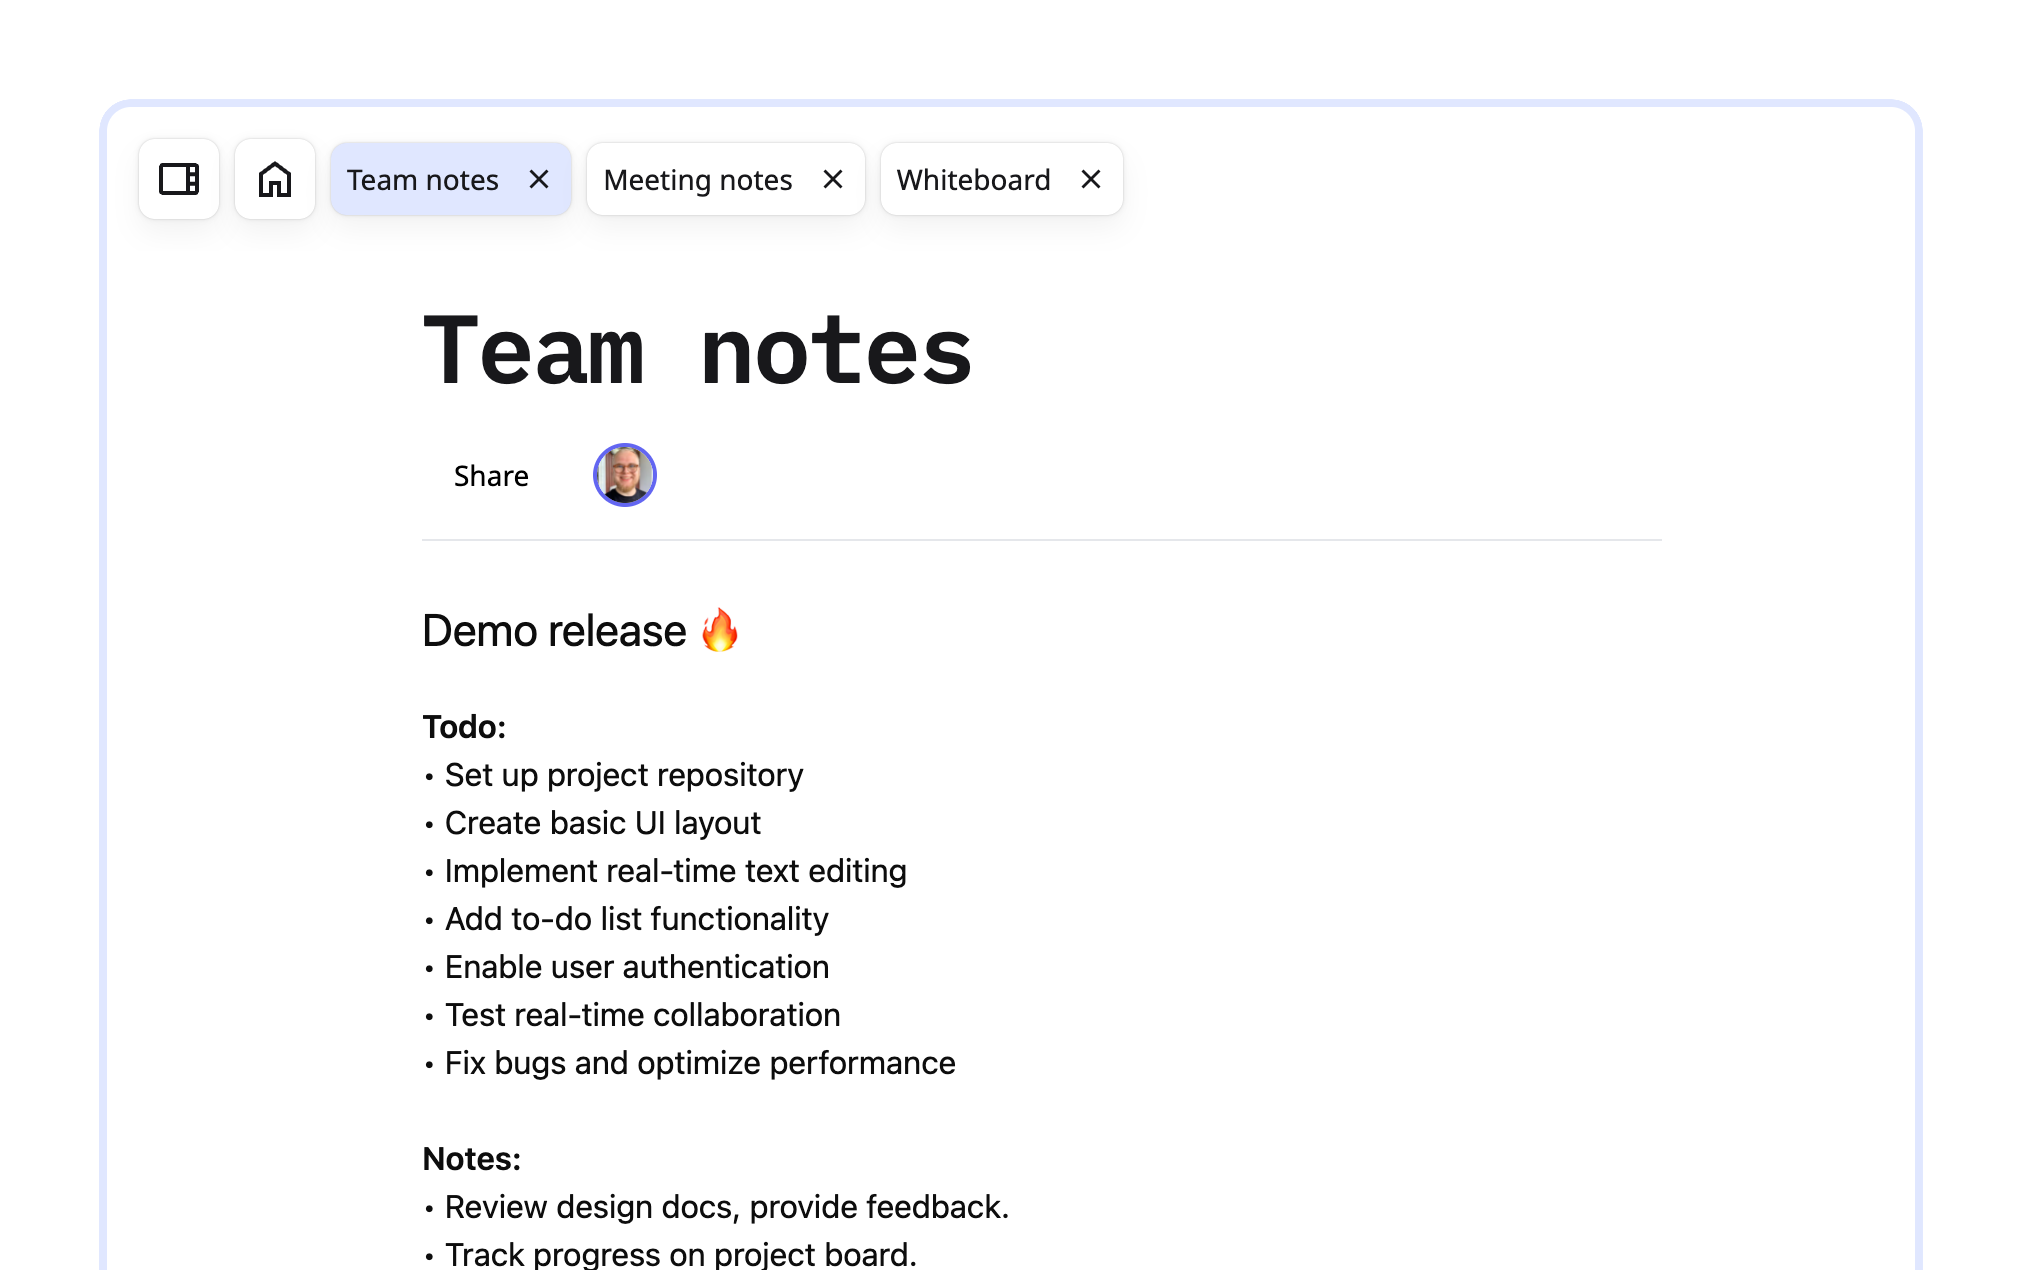 Team notes
Meeting notes
Whiteboard
Team notes
Share
Demo release 🔥
Todo:
• Set up project repository
• Create basic UI layout
• Implement real-time text editing
• Add to-do list functionality
• Enable user authentication
• Test real-time collaboration
• Fix bugs and optimize performance
Notes:
• Review design docs, provide feedback.
• Track progress on project board.